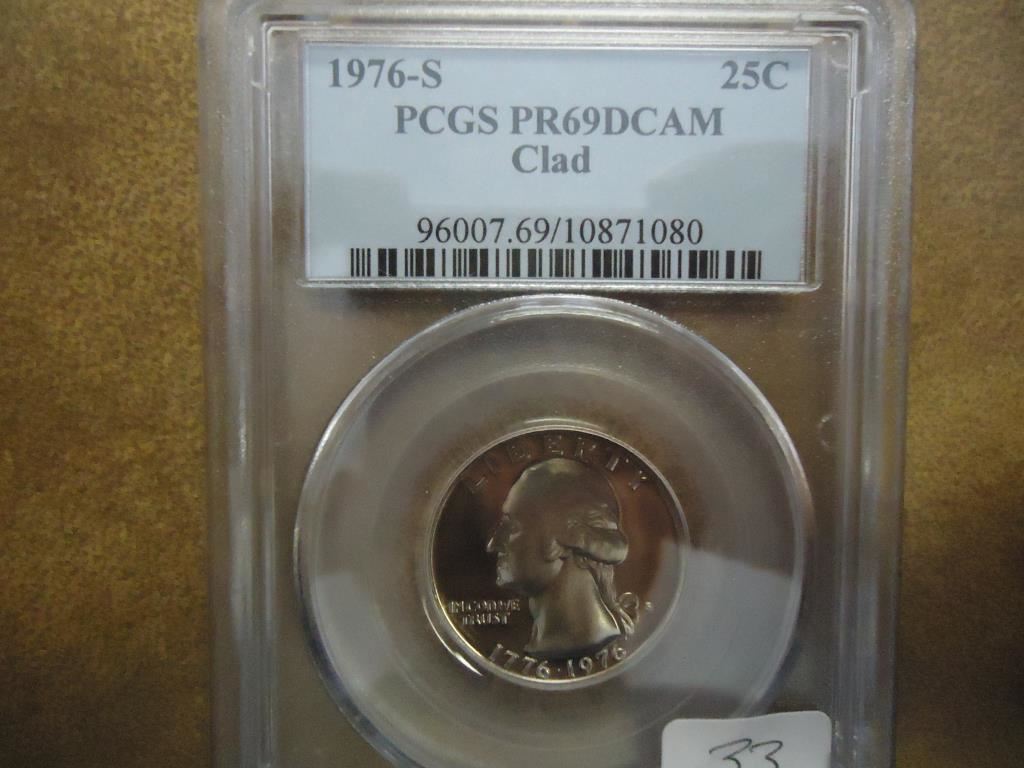 1976-S 25C
PCGS PR69DCAM
Clad
96007.69/10871080
LIBERTY
IN GOD WE
TRUST
S
1776·1976
33